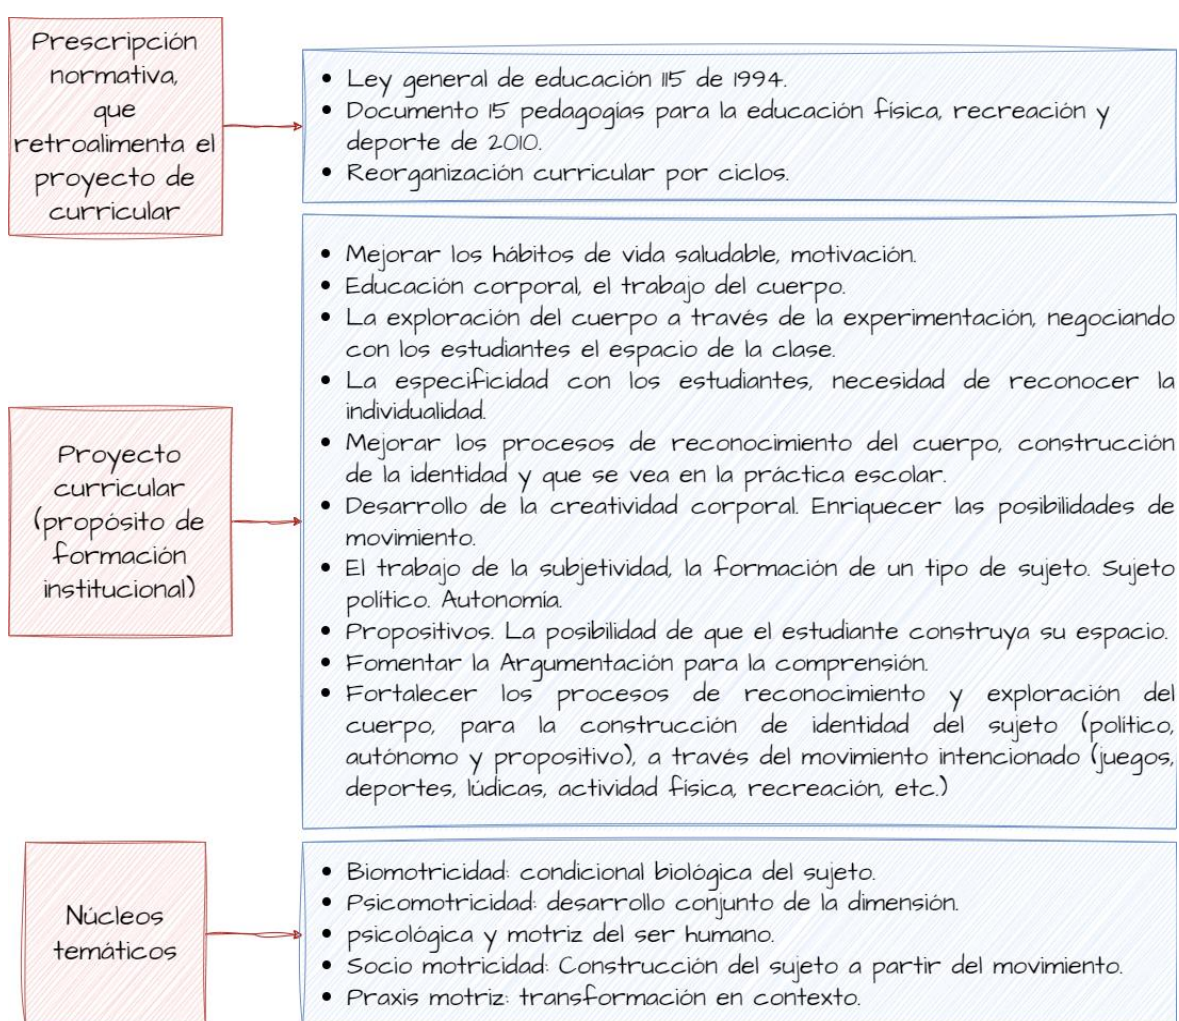 Prescripción
normativa,
que
retroalimenta el
proyecto de
curricular
• Ley general de educación 115 de 1994.
• Documento 15 pedagogías para la educación física, recreación y
deporte de 2010.
• Reorganización curricular por ciclos.
Proyecto
curricular
(propósito de
formación
institucional)
• Mejorar los hábitos de vida saludable, motivación.
• Educación corporal, el trabajo del cuerpo.
• La exploración del cuerpo a través de la experimentación, negociando
con los estudiantes el espacio de la clase.
• La especificidad con los estudiantes, necesidad de reconocer la
individualidad.
• Mejorar los procesos de reconocimiento del cuerpo, construcción
de la identidad y que se vea en la práctica escolar.
• Desarrollo de la creatividad corporal. Enriquecer las posibilidades de
movimiento.
• El trabajo de la subjetividad, la formación de un tipo de sujeto. Sujeto
político. Autonomía.
• Propositivos. La posibilidad de que el estudiante construya su espacio.
• Fomentar la Argumentación para la comprensión.
• Fortalecer los procesos de reconocimiento y exploración del
cuerpo, para la construcción de identidad del sujeto (político,
autónomo y propositivo), a través del movimiento intencionado (juegos,
deportes, lúdicas, actividad física, recreación, etc.)
Núcleos
temáticos
• Biomotricidad: condicional biológica del sujeto.
• Psicomotricidad: desarrollo conjunto de la dimensión.
• psicológica y motriz del ser humano.
• Socio motricidad: Construcción del sujeto a partir del movimiento.
• Praxis motriz: transformación en contexto.